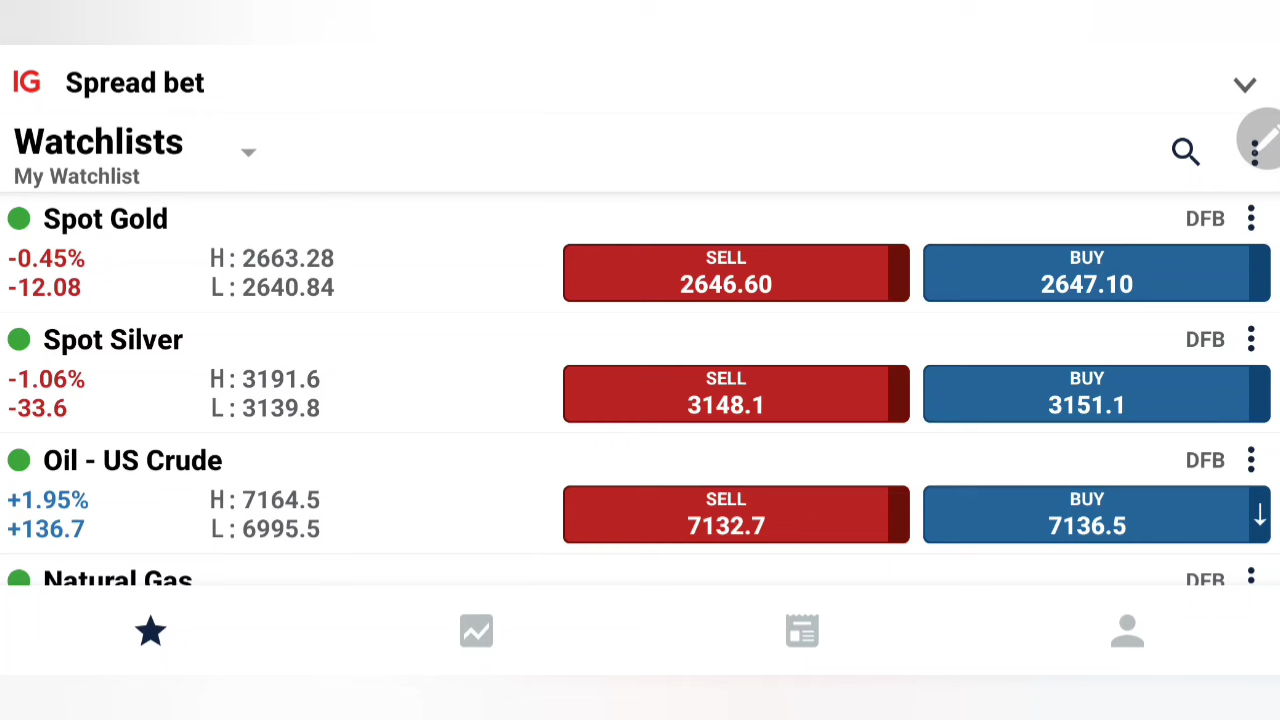 IG Spread bet
Watchlists
My Watchlist
Spot Gold DFB
-0.45% H: 2663.28 SELL BUY
-12.08 L: 2640.84 2646.60 2647.10
Spot Silver DFB
-1.06% H: 3191.6 SELL BUY
-33.6 L: 3139.8 3148.1 3151.1
Oil - US Crude DFB
+1.95% H: 7164.5 SELL BUY
+136.7 L: 6995.5 7132.7 7136.5
Natural Gas DFB